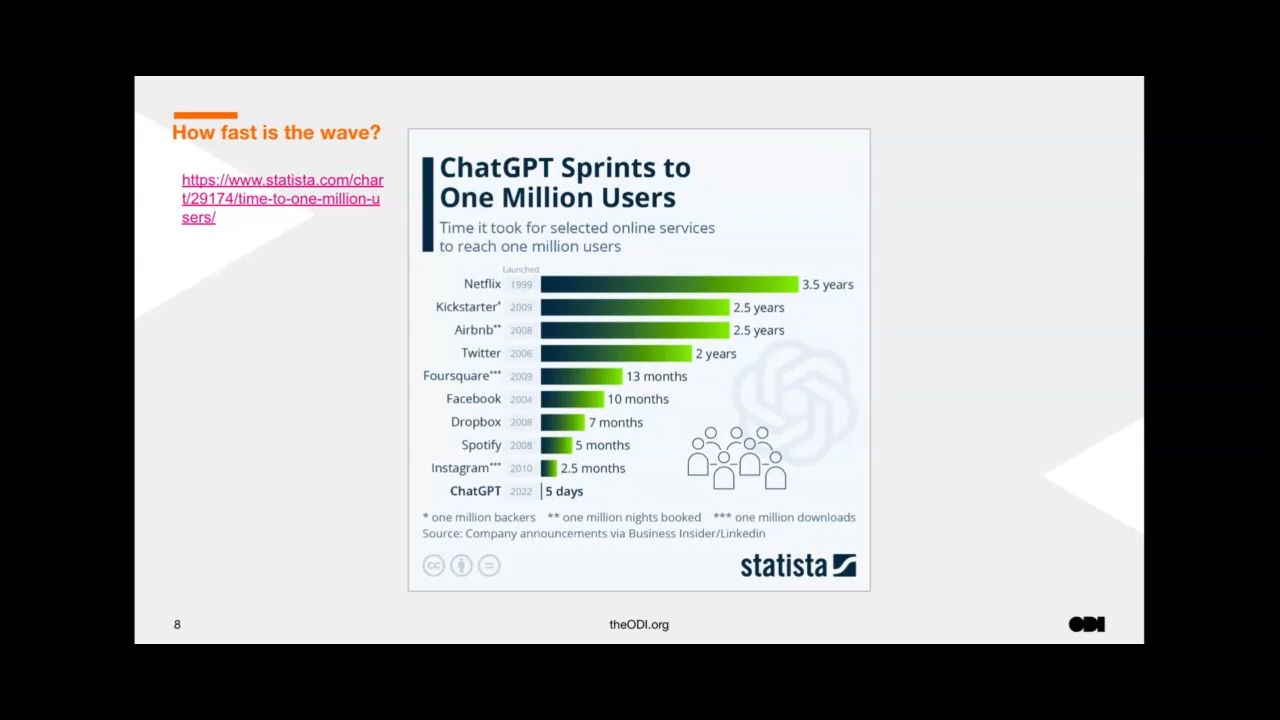 How fast is the wave?
https://www.statista.com/char
t/29174/time-to-one-million-u
sers/
ChatGPT Sprints to
One Million Users
Time it took for selected online services
to reach one million users
Launched
Netflix 1999 3.5 years
Kickstarter* 2009 2.5 years
Airbnb** 2008 2.5 years
Twitter 2006 2 years
Foursquare*** 2009 13 months
Facebook 2004 10 months
Dropbox 2008 7 months
Spotify 2008 5 months
Instagram*** 2010 2.5 months
ChatGPT 2022 5 days
* one million backers ** one million nights booked *** one million downloads
Source: Company announcements via Business Insider/Linkedin
cc =
statista
8 theODI.org ODI